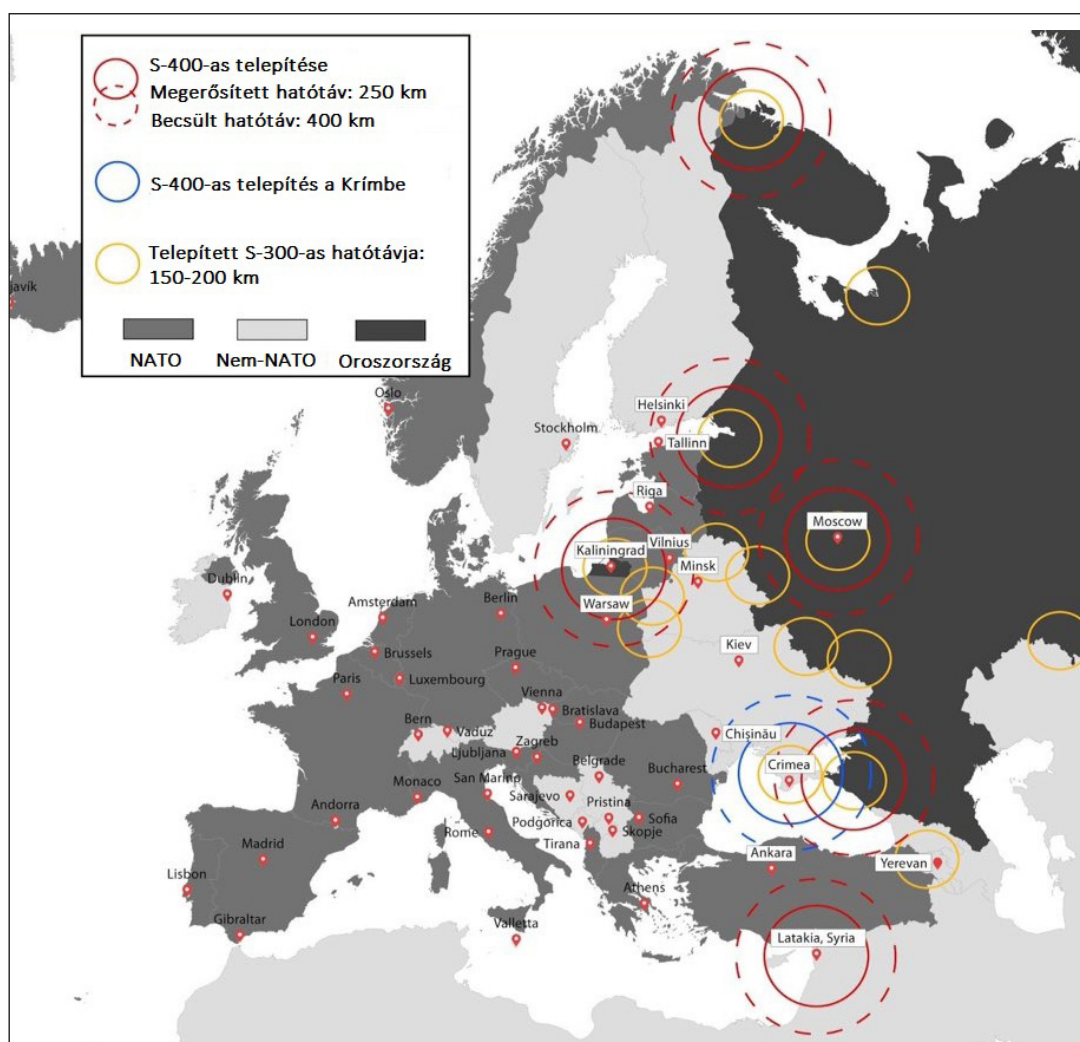 S-400-as telepítése
Megerősített hatótáv: 250 km
Becsült hatótáv: 400 km
S-400-as telepítés a Krímbe
Telepített S-300-as hatótávja:
150-200 km
NATO
Nem-NATO
Oroszország
javík
Oslo
Helsinki
Stockholm
Tallinn
Riga
Moscow
Vilnius
Kaliningrad
Minsk
Dublin
Amsterdam
Berlin
Warsaw
London
Brussels
Prague
Kiev
Luxembourg
Paris
Vienna
Bratislava
Budapest
Bern
Vaduz
Chișinău
Ljubljana
Zagreb
Belgrade
Bucharest
Crimea
Monaco
San Marino
Sarajevo
Pristina
Andorra
Podgorica
Sofia
Rome
Skopje
Tirana
Madrid
Ankara
Yerevan
Lisbon
Athens
Gibraltar
Valletta
Latakia, Syria